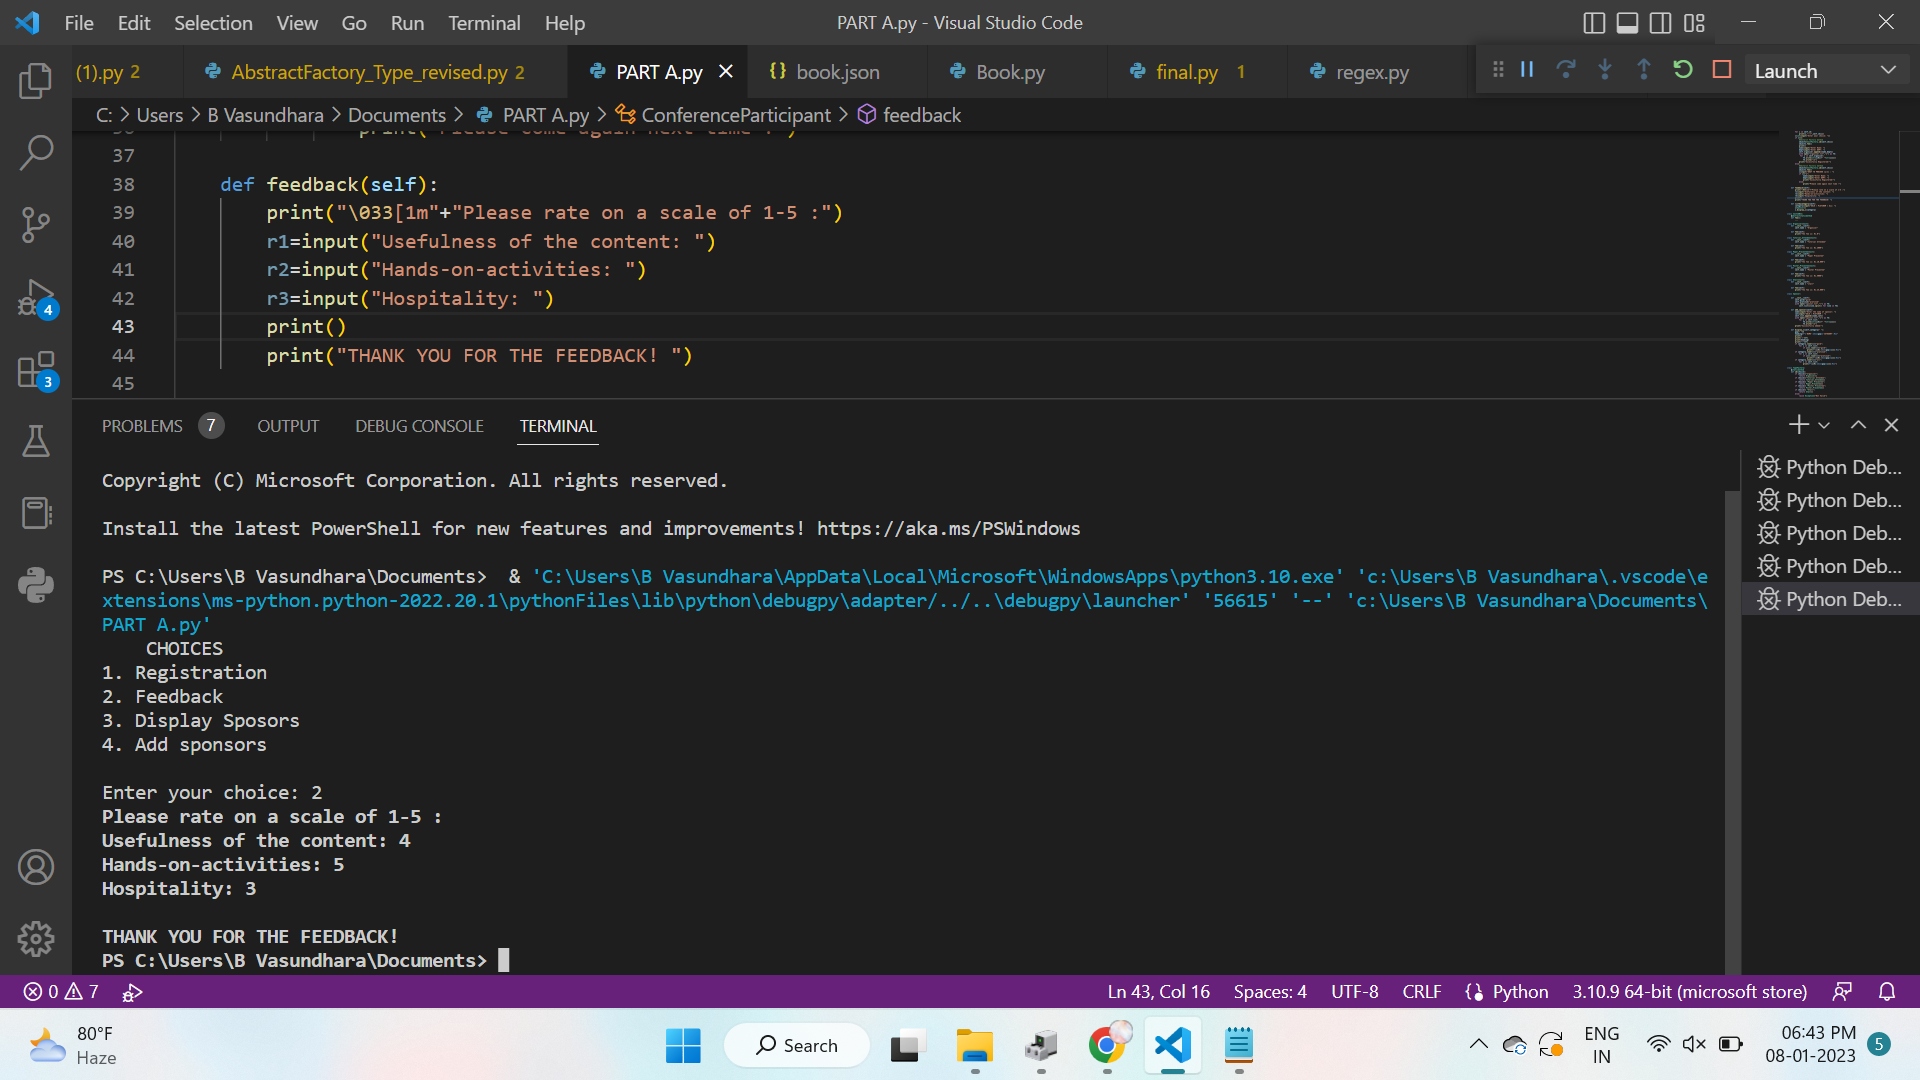 File Edit Selection View Go Run Terminal Help PART A.py - Visual Studio Code
(1).py 2 AbstractFactory_Type_revised.py 2 PART A.py book.json Book.py final.py 1 regex.py Launch
C: > Users > B Vasundhara > Documents > PART A.py > ConferenceParticipant > feedback
36 print("Please come again next time :")
37
38 def feedback(self):
39 print("\033[1m"+"Please rate on a scale of 1-5 :")
40 r1=input("Usefulness of the content: ")
41 r2=input("Hands-on-activities: ")
42 r3=input("Hospitality: ")
43 print()
44 print("THANK YOU FOR THE FEEDBACK! ")
45
4
3
PROBLEMS 7 OUTPUT DEBUG CONSOLE TERMINAL
Copyright (C) Microsoft Corporation. All rights reserved.
Install the latest PowerShell for new features and improvements! https://aka.ms/PSWindows
PS C:\Users\B Vasundhara\Documents>  & 'C:\Users\B Vasundhara\AppData\Local\Microsoft\WindowsApps\python3.10.exe' 'c:\Users\B Vasundhara\.vscode\e
xtensions\ms-python.python-2022.20.1\pythonFiles\lib\python\debugpy\adapter/../..\debugpy\launcher' '56615' '--' 'c:\Users\B Vasundhara\Documents\
PART A.py'
CHOICES
1. Registration
2. Feedback
3. Display Sposors
4. Add sponsors
Enter your choice: 2
Please rate on a scale of 1-5 :
Usefulness of the content: 4
Hands-on-activities: 5
Hospitality: 3
THANK YOU FOR THE FEEDBACK!
PS C:\Users\B Vasundhara\Documents>
Python Deb...
Python Deb...
Python Deb...
Python Deb...
Python Deb...
0 7 Ln 43, Col 16 Spaces: 4 UTF-8 CRLF Python 3.10.9 64-bit (microsoft store)
80°F
Haze
Search
ENG
IN
06:43 PM
08-01-2023
5